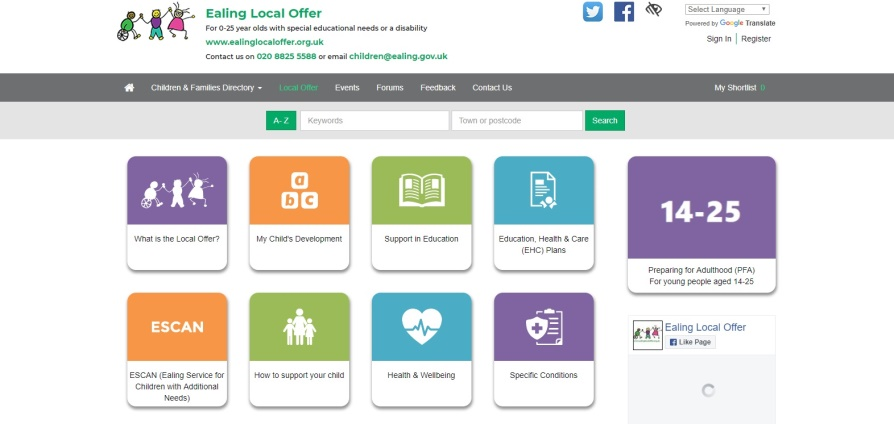 Ealing Local Offer
For 0-25 year olds with special educational needs or a disability
www.ealinglocaloffer.org.uk
Contact us on 020 8825 5588 or email children@ealing.gov.uk
Select Language
Powered by Google Translate
Sign In Register
Children & Families Directory Local Offer Events Forums Feedback Contact Us My Shortlist 0
A- Z Keywords Town or postcode Search
a
b c
14-25
What is the Local Offer?
My Child's Development
Support in Education
Education, Health & Care
(EHC) Plans
Preparing for Adulthood (PFA)
For young people aged 14-25
ESCAN
ESCAN (Ealing Service for
Children with Additional
Needs)
How to support your child
Health & Wellbeing
Specific Conditions
Ealing Local Offer
Like Page